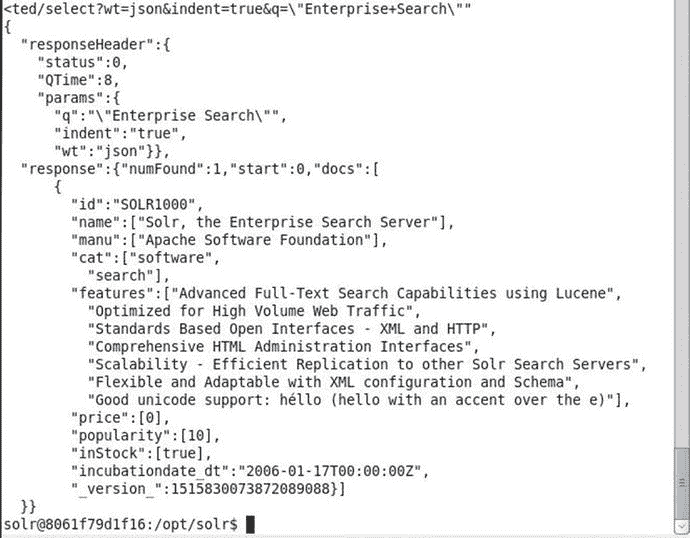 <ted/select?wt=json&indent=true&q=\"Enterprise+Search\""
{
  "responseHeader":{
    "status":0,
    "QTime":8,
    "params":{
      "q":"\"Enterprise Search\"",
      "indent":"true",
      "wt":"json"}},
  "response":{"numFound":1,"start":0,"docs":[
      {
        "id":"SOLR1000",
        "name":["Solr, the Enterprise Search Server"],
        "manu":["Apache Software Foundation"],
        "cat":["software",
          "search"],
        "features":["Advanced Full-Text Search Capabilities using Lucene",
          "Optimized for High Volume Web Traffic",
          "Standards Based Open Interfaces - XML and HTTP",
          "Comprehensive HTML Administration Interfaces",
          "Scalability - Efficient Replication to other Solr Search Servers",
          "Flexible and Adaptable with XML configuration and Schema",
          "Good unicode support: héllo (hello with an accent over the e)"],
        "price":[0],
        "popularity":[10],
        "inStock":[true],
        "incubationdate_dt":"2006-01-17T00:00:00Z",
        "_version_":1515830073872089088}]
  }}
solr@8061f79d1f16:/opt/solr$